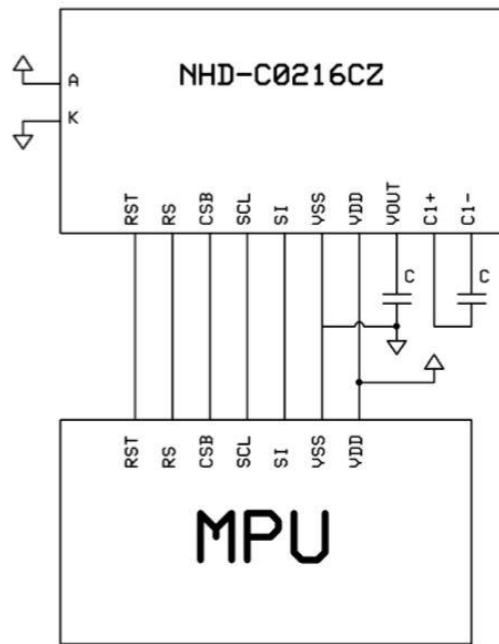 NHD-C0216CZ
A
K
RST RS CSB SCL SI VSS VDD VOUT C1+ C1-
C C
RST RS CSB SCL SI VSS VDD
MPU